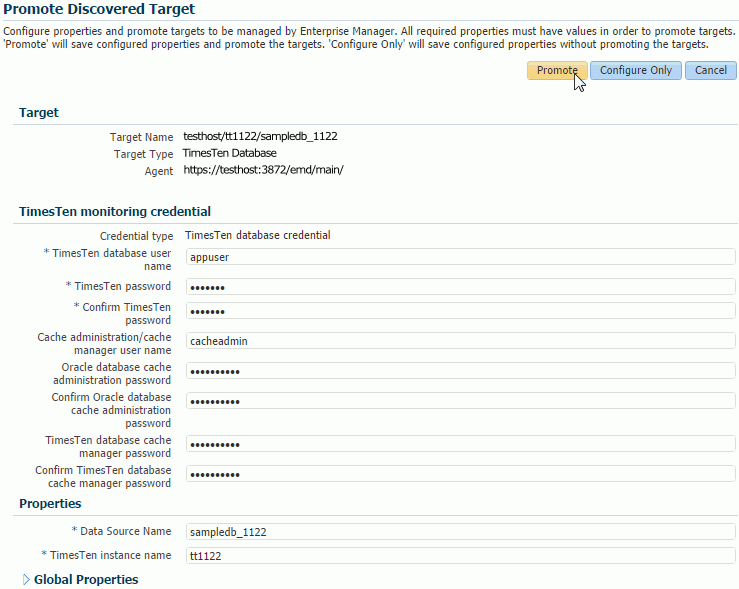 Promote Discovered Target
Configure properties and promote targets to be managed by Enterprise Manager. All required properties must have values in order to promote targets.
'Promote' will save configured properties and promote the targets. 'Configure Only' will save configured properties without promoting the targets.
Promote Configure Only Cancel
Target
Target Name testhost/tt1122/sampledb_1122
Target Type TimesTen Database
Agent https://testhost:3872/emd/main/
TimesTen monitoring credential
Credential type TimesTen database credential
* TimesTen database user
name
appuser
* TimesTen password •••••••
* Confirm TimesTen
password
•••••••
Cache administration/cache
manager user name
cacheadmin
Oracle database cache
administration password
••••••••••
Confirm Oracle database
cache administration
password
••••••••••
TimesTen database cache
manager password
••••••••••
Confirm TimesTen database
cache manager password
••••••••••
Properties
* Data Source Name sampledb_1122
* TimesTen instance name tt1122
Global Properties